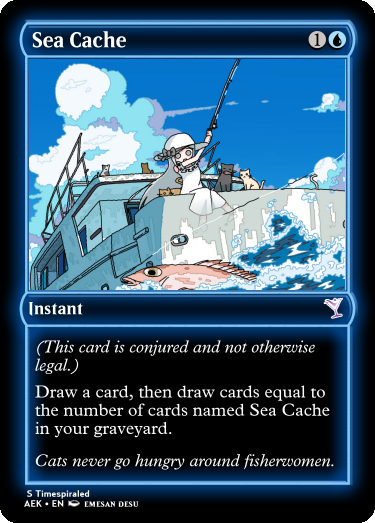 Sea Cache
1
Instant
(This card is conjured and not otherwise
legal.)
Draw a card, then draw cards equal to
the number of cards named Sea Cache
in your graveyard.
Cats never go hungry around fisherwomen.
S Timespiraled
AEK • EN EMESAN DESU